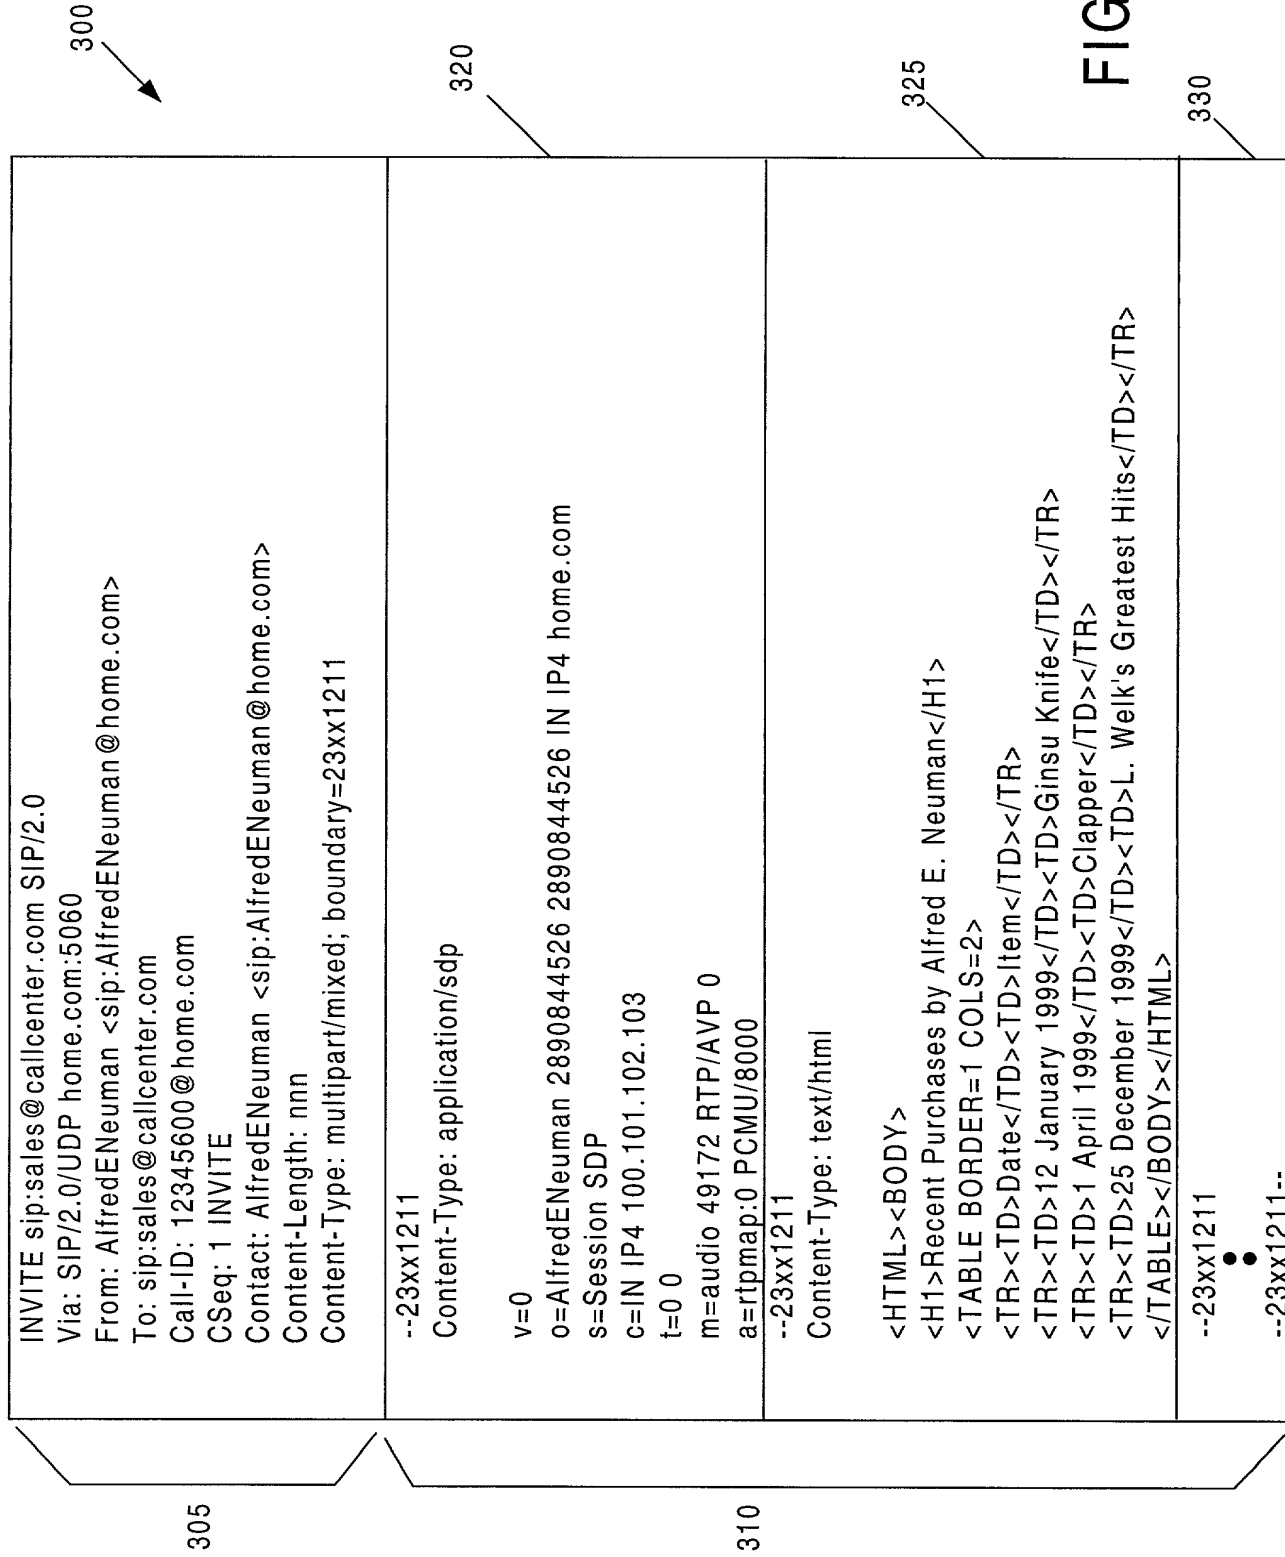 300
INVITE sip:sales@callcenter.com SIP/2.0
Via: SIP/2.0/UDP home.com:5060
From: AlfredENeuman <sip:AlfredENeuman@home.com>
To: sip:sales@callcenter.com
Call-ID: 12345600@home.com
CSeq: 1 INVITE
Contact: AlfredENeuman <sip:AlfredENeuman@home.com>
Content-Length: nnn
Content-Type: multipart/mixed; boundary=23xx1211
305
320
--23xx1211
Content-Type: application/sdp
v=0
o=AlfredENeuman 2890844526 2890844526 IN IP4 home.com
s=Session SDP
c=IN IP4 100.101.102.103
t=0 0
m=audio 49172 RTP/AVP 0
a=rtpmap:0 PCMU/8000
310
325
--23xx1211
Content-Type: text/html
<HTML><BODY>
<H1>Recent Purchases by Alfred E. Neuman</H1>
<TABLE BORDER=1 COLS=2>
<TR><TD>Date</TD><TD>Item</TD></TR>
<TR><TD>12 January 1999</TD><TD>Ginsu Knife</TD></TR>
<TR><TD>1 April 1999</TD><TD>Clapper</TD></TR>
<TR><TD>25 December 1999</TD><TD>L. Welk's Greatest Hits</TD></TR>
</TABLE></BODY></HTML>
330
--23xx1211
--23xx1211--
FIG